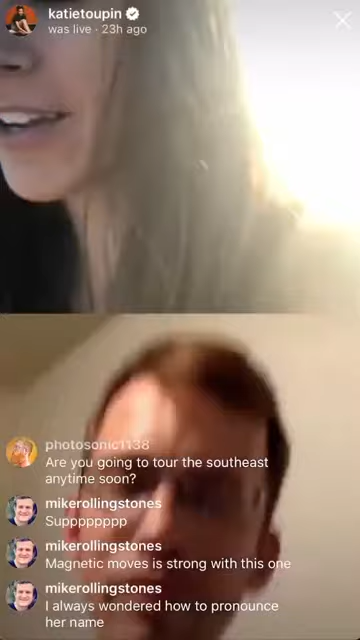 katietoupin
was live · 23h ago
photosonic1138
Are you going to tour the southeast
anytime soon?
mikerollingstones
Supppppppp
mikerollingstones
Magnetic moves is strong with this one
mikerollingstones
I always wondered how to pronounce
her name